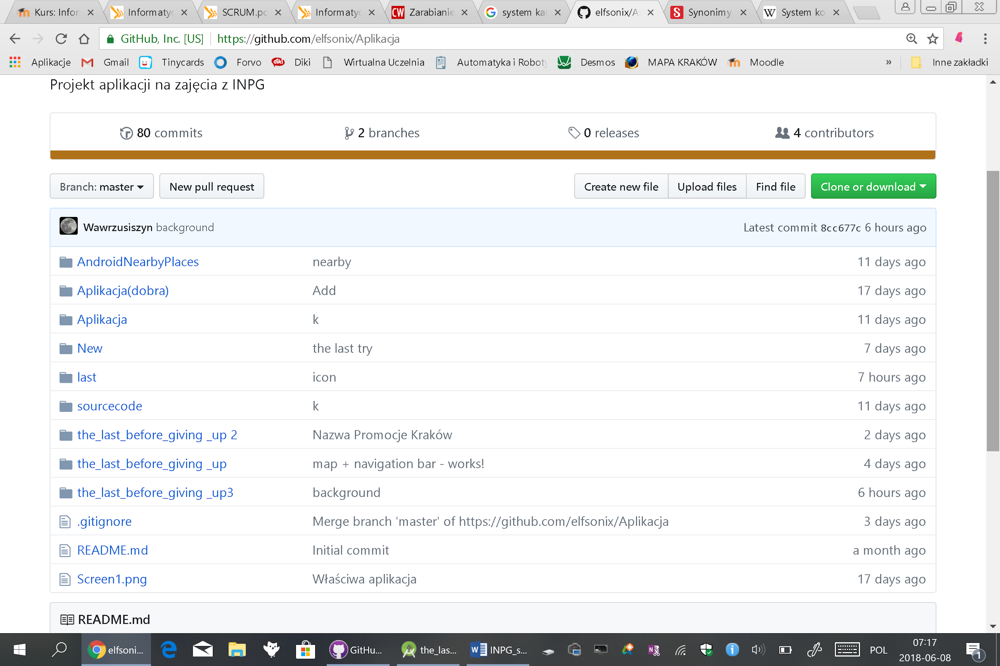 Kurs: Infor
Informatyc
SCRUM.pd
Informatyc
CW Zarabianie
system kar
elfsonix/A
S Synonimy
W System ko
GitHub, Inc. [US] https://github.com/elfsonix/Aplikacja
Aplikacje Gmail Tinycards Forvo diki Diki Wirtualna Uczelnia Automatyka i Roboty Desmos MAPA KRAKÓW Moodle » Inne zakładki
Projekt aplikacji na zajęcia z INPG
80 commits 2 branches 0 releases 4 contributors
Branch: master New pull request Create new file Upload files Find file Clone or download
Wawrzusiszyn background Latest commit 8cc677c 6 hours ago
AndroidNearbyPlaces nearby 11 days ago
Aplikacja(dobra) Add 17 days ago
Aplikacja k 11 days ago
New the last try 7 days ago
last icon 7 hours ago
sourcecode k 11 days ago
the_last_before_giving _up 2 Nazwa Promocje Kraków 2 days ago
the_last_before_giving _up map + navigation bar - works! 4 days ago
the_last_before_giving _up3 background 6 hours ago
.gitignore Merge branch 'master' of https://github.com/elfsonix/Aplikacja 3 days ago
README.md Initial commit a month ago
Screen1.png Właściwa aplikacja 17 days ago
README.md
elfsoni... GitHu... the_las... INPG_s... POL 07:17
2018-06-08 1